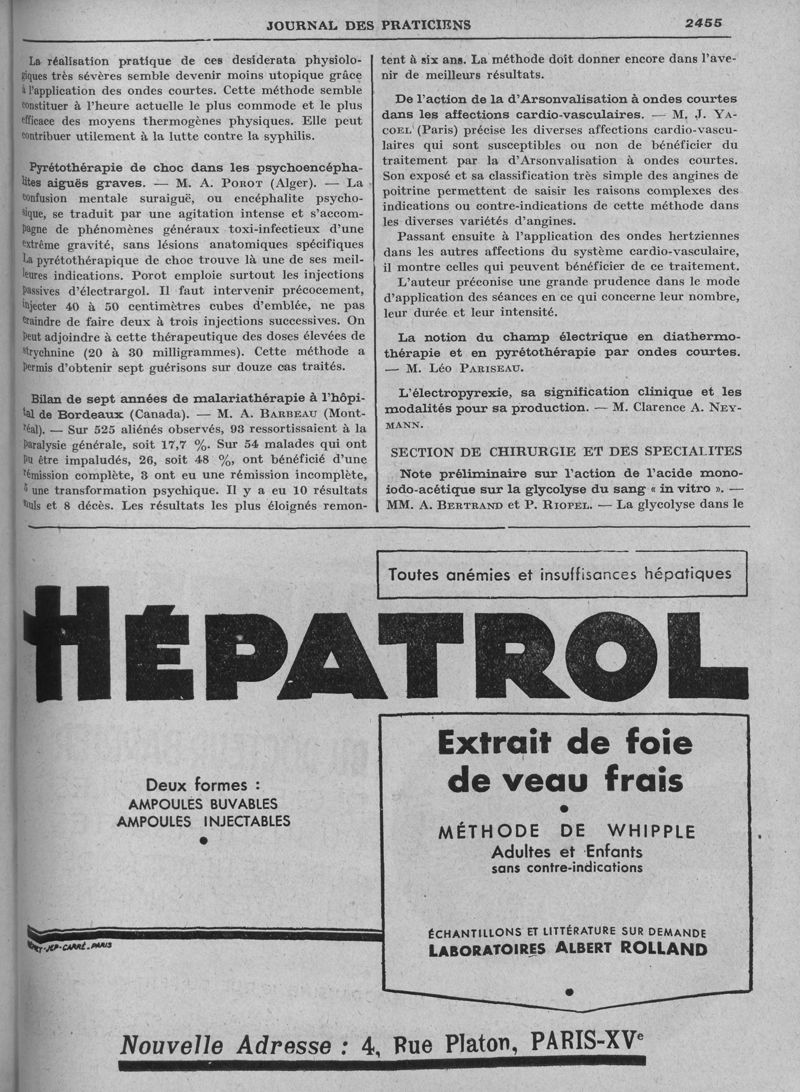 JOURNAL DES PRATICIENS 2455
La réalisation pratique de ces desiderata physiolo-
giques très sévères semble devenir moins utopique grâce
à l'application des ondes courtes. Cette méthode semble
constituer à l'heure actuelle le plus commode et le plus
efficace des moyens thermogènes physiques. Elle peut
contribuer utilement à la lutte contre la syphilis.
Pyrétothérapie de choc dans les psychoencépha-
lites aiguës graves. — M. A. POROT (Alger). — La
confusion mentale suraiguë, ou encéphalite psycho-
sique, se traduit par une agitation intense et s'accom-
pagne de phénomènes généraux toxi-infectieux d'une
extrême gravité, sans lésions anatomiques spécifiques
La pyrétothérapique de choc trouve là une de ses meil-
leures indications. Porot emploie surtout les injections
massives d'électrargol. Il faut intervenir précocement,
injecter 40 à 50 centimètres cubes d'emblée, ne pas
craindre de faire deux à trois injections successives. On
peut adjoindre à cette thérapeutique des doses élevées de
strychnine (20 à 30 milligrammes). Cette méthode a
permis d'obtenir sept guérisons sur douze cas traités.
Bilan de sept années de malariathérapie à l'hôpi-
tal de Bordeaux (Canada). — M. A. BARBEAU (Mont-
réal). — Sur 525 aliénés observés, 93 ressortissaient à la
paralysie générale, soit 17,7 %. Sur 54 malades qui ont
pu être impaludés, 26, soit 48 %, ont bénéficié d'une
rémission complète, 3 ont eu une rémission incomplète,
une transformation psychique. Il y a eu 10 résultats
nuls et 8 décès. Les résultats les plus éloignés remon-
tent à six ans. La méthode doit donner encore dans l'ave-
nir de meilleurs résultats.
De l'action de la d'Arsonvalisation à ondes courtes
dans les affections cardio-vasculaires. — M. J. YA-
COEL (Paris) précise les diverses affections cardio-vascu-
laires qui sont susceptibles ou non de bénéficier du
traitement par la d'Arsonvalisation à ondes courtes.
Son exposé et sa classification très simple des angines de
poitrine permettent de saisir les raisons complexes des
indications ou contre-indications de cette méthode dans
les diverses variétés d'angines.
Passant ensuite à l'application des ondes hertziennes
dans les autres affections du système cardio-vasculaire,
il montre celles qui peuvent bénéficier de ce traitement.
L'auteur préconise une grande prudence dans le mode
d'application des séances en ce qui concerne leur nombre,
leur durée et leur intensité.
La notion du champ électrique en diathermo-
thérapie et en pyrétothérapie par ondes courtes.
— M. Léo PARISEAU.
L'électropyrexie, sa signification clinique et les
modalités pour sa production. — M. Clarence A. NEY-
MANN.
SECTION DE CHIRURGIE ET DES SPECIALITES
Note préliminaire sur l'action de l'acide mono-
iodo-acétique sur la glycolyse du sang « in vitro ». —
MM. A. BERTRAND et P. RIOPEL. — La glycolyse dans le
Toutes anémies et insuffisances hépatiques
HÉPATROL
Extrait de foie
de veau frais
Deux formes :
AMPOULES BUVABLES
AMPOULES INJECTABLES
MÉTHODE DE WHIPPLE
Adultes et Enfants
sans contre-indications
ÉCHANTILLONS ET LITTÉRATURE SUR DEMANDE
LABORATOIRES ALBERT ROLLAND
JEP-CARRÉ-PARIS
Nouvelle Adresse : 4, Rue Platon, PARIS-XVe